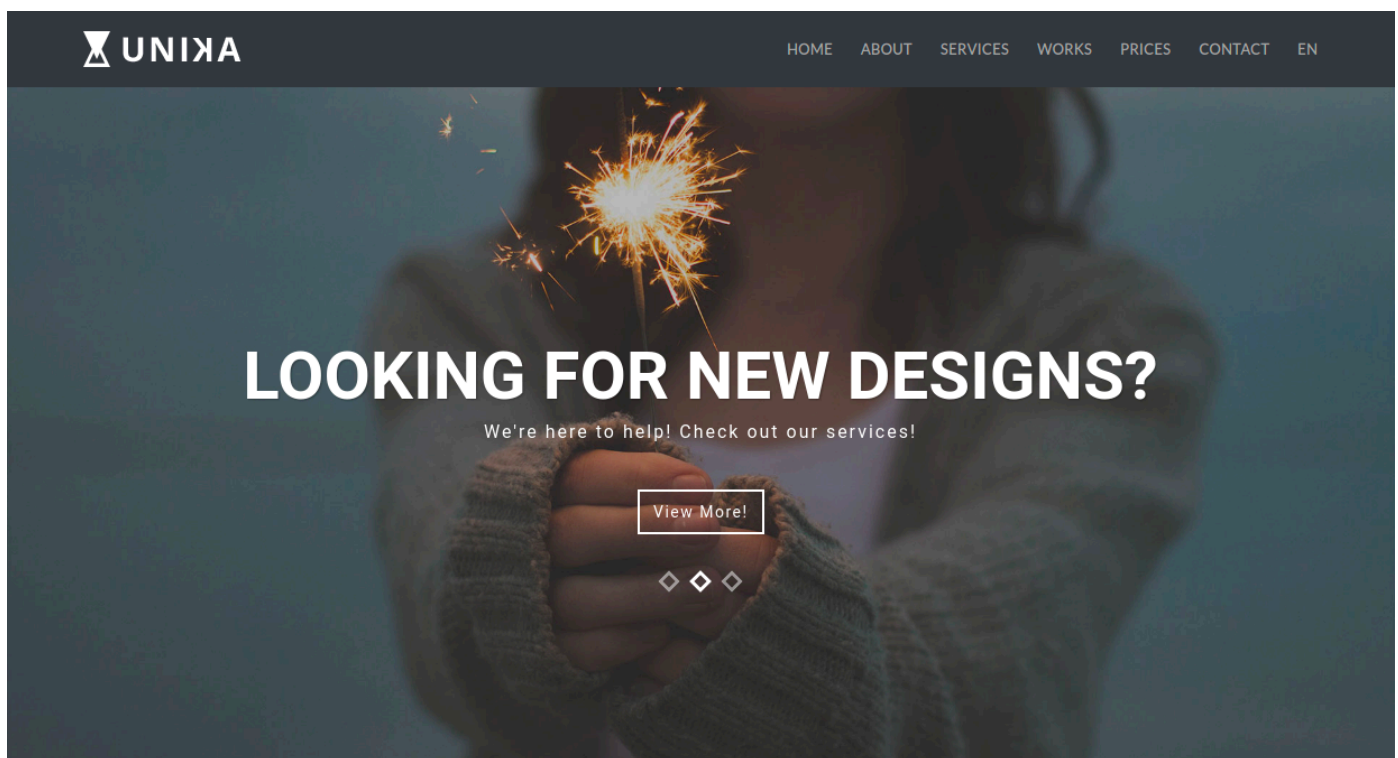 UNIKA
HOME ABOUT SERVICES WORKS PRICES CONTACT EN
LOOKING FOR NEW DESIGNS?
We're here to help! Check out our services!
View More!